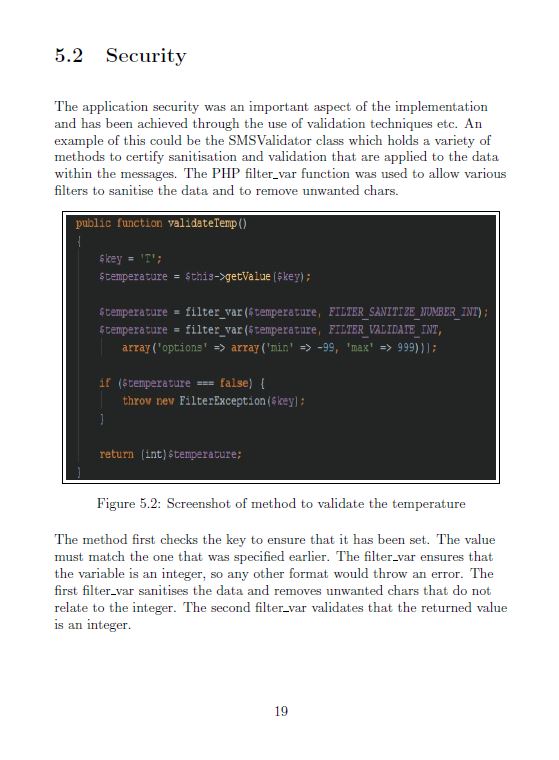 5.2 Security
The application security was an important aspect of the implementation
and has been achieved through the use of validation techniques etc. An
example of this could be the SMSValidator class which holds a variety of
methods to certify sanitisation and validation that are applied to the data
within the messages. The PHP filter_var function was used to allow various
filters to sanitise the data and to remove unwanted chars.
public function validateTemp()
{
$key = 'T';
$temperature = $this->getValue($key);
$temperature = filter_var($temperature, FILTER_SANITIZE_NUMBER_INT);
$temperature = filter_var($temperature, FILTER_VALIDATE_INT,
array('options' => array('min' => -99, 'max' => 999)));
if ($temperature === false) {
throw new FilterException($key);
}
return (int)$temperature;
}
Figure 5.2: Screenshot of method to validate the temperature
The method first checks the key to ensure that it has been set. The value
must match the one that was specified earlier. The filter_var ensures that
the variable is an integer, so any other format would throw an error. The
first filter_var sanitises the data and removes unwanted chars that do not
relate to the integer. The second filter_var validates that the returned value
is an integer.
19